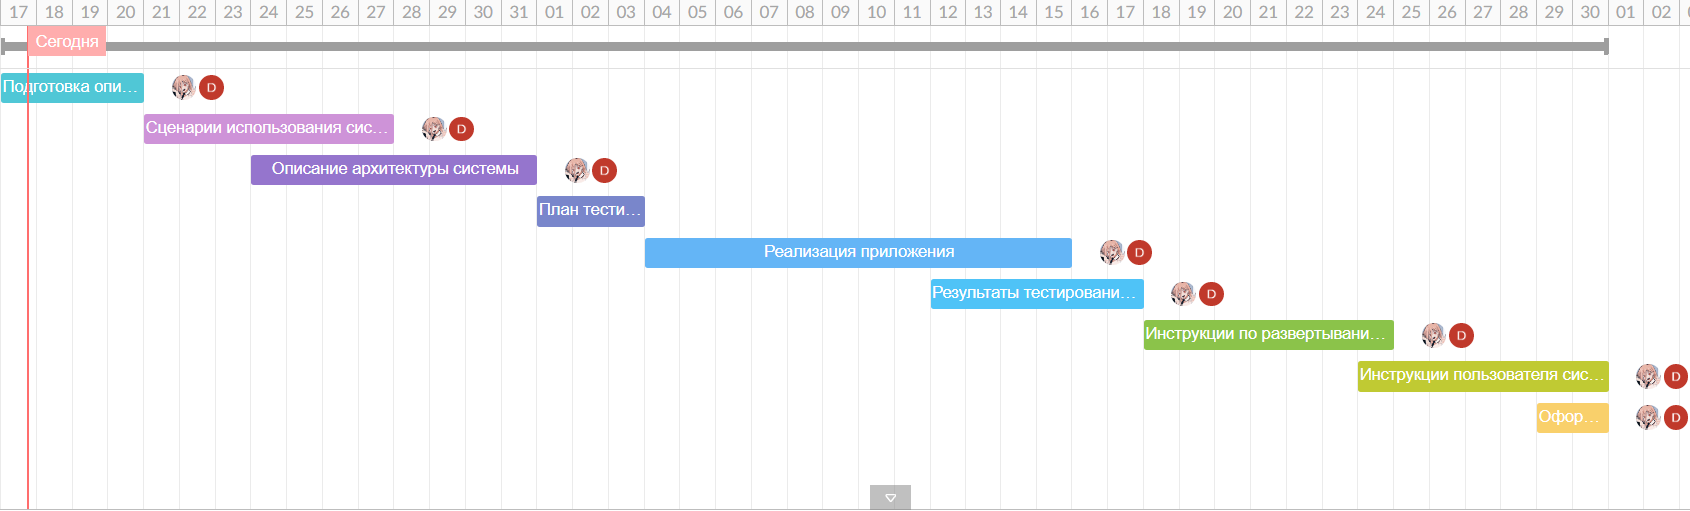 17 18 19 20 21 22 23 24 25 26 27 28 29 30 31 01 02 03 04 05 06 07 08 09 10 11 12 13 14 15 16 17 18 19 20 21 22 23 24 25 26 27 28 29 30 01 02
Сегодня
Подготовка опи... D
Сценарии использования сис... D
Описание архитектуры системы D
План тести...
Реализация приложения D
Результаты тестировани... D
Инструкции по развертывани... D
Инструкции пользователя сис... D
Офор... D